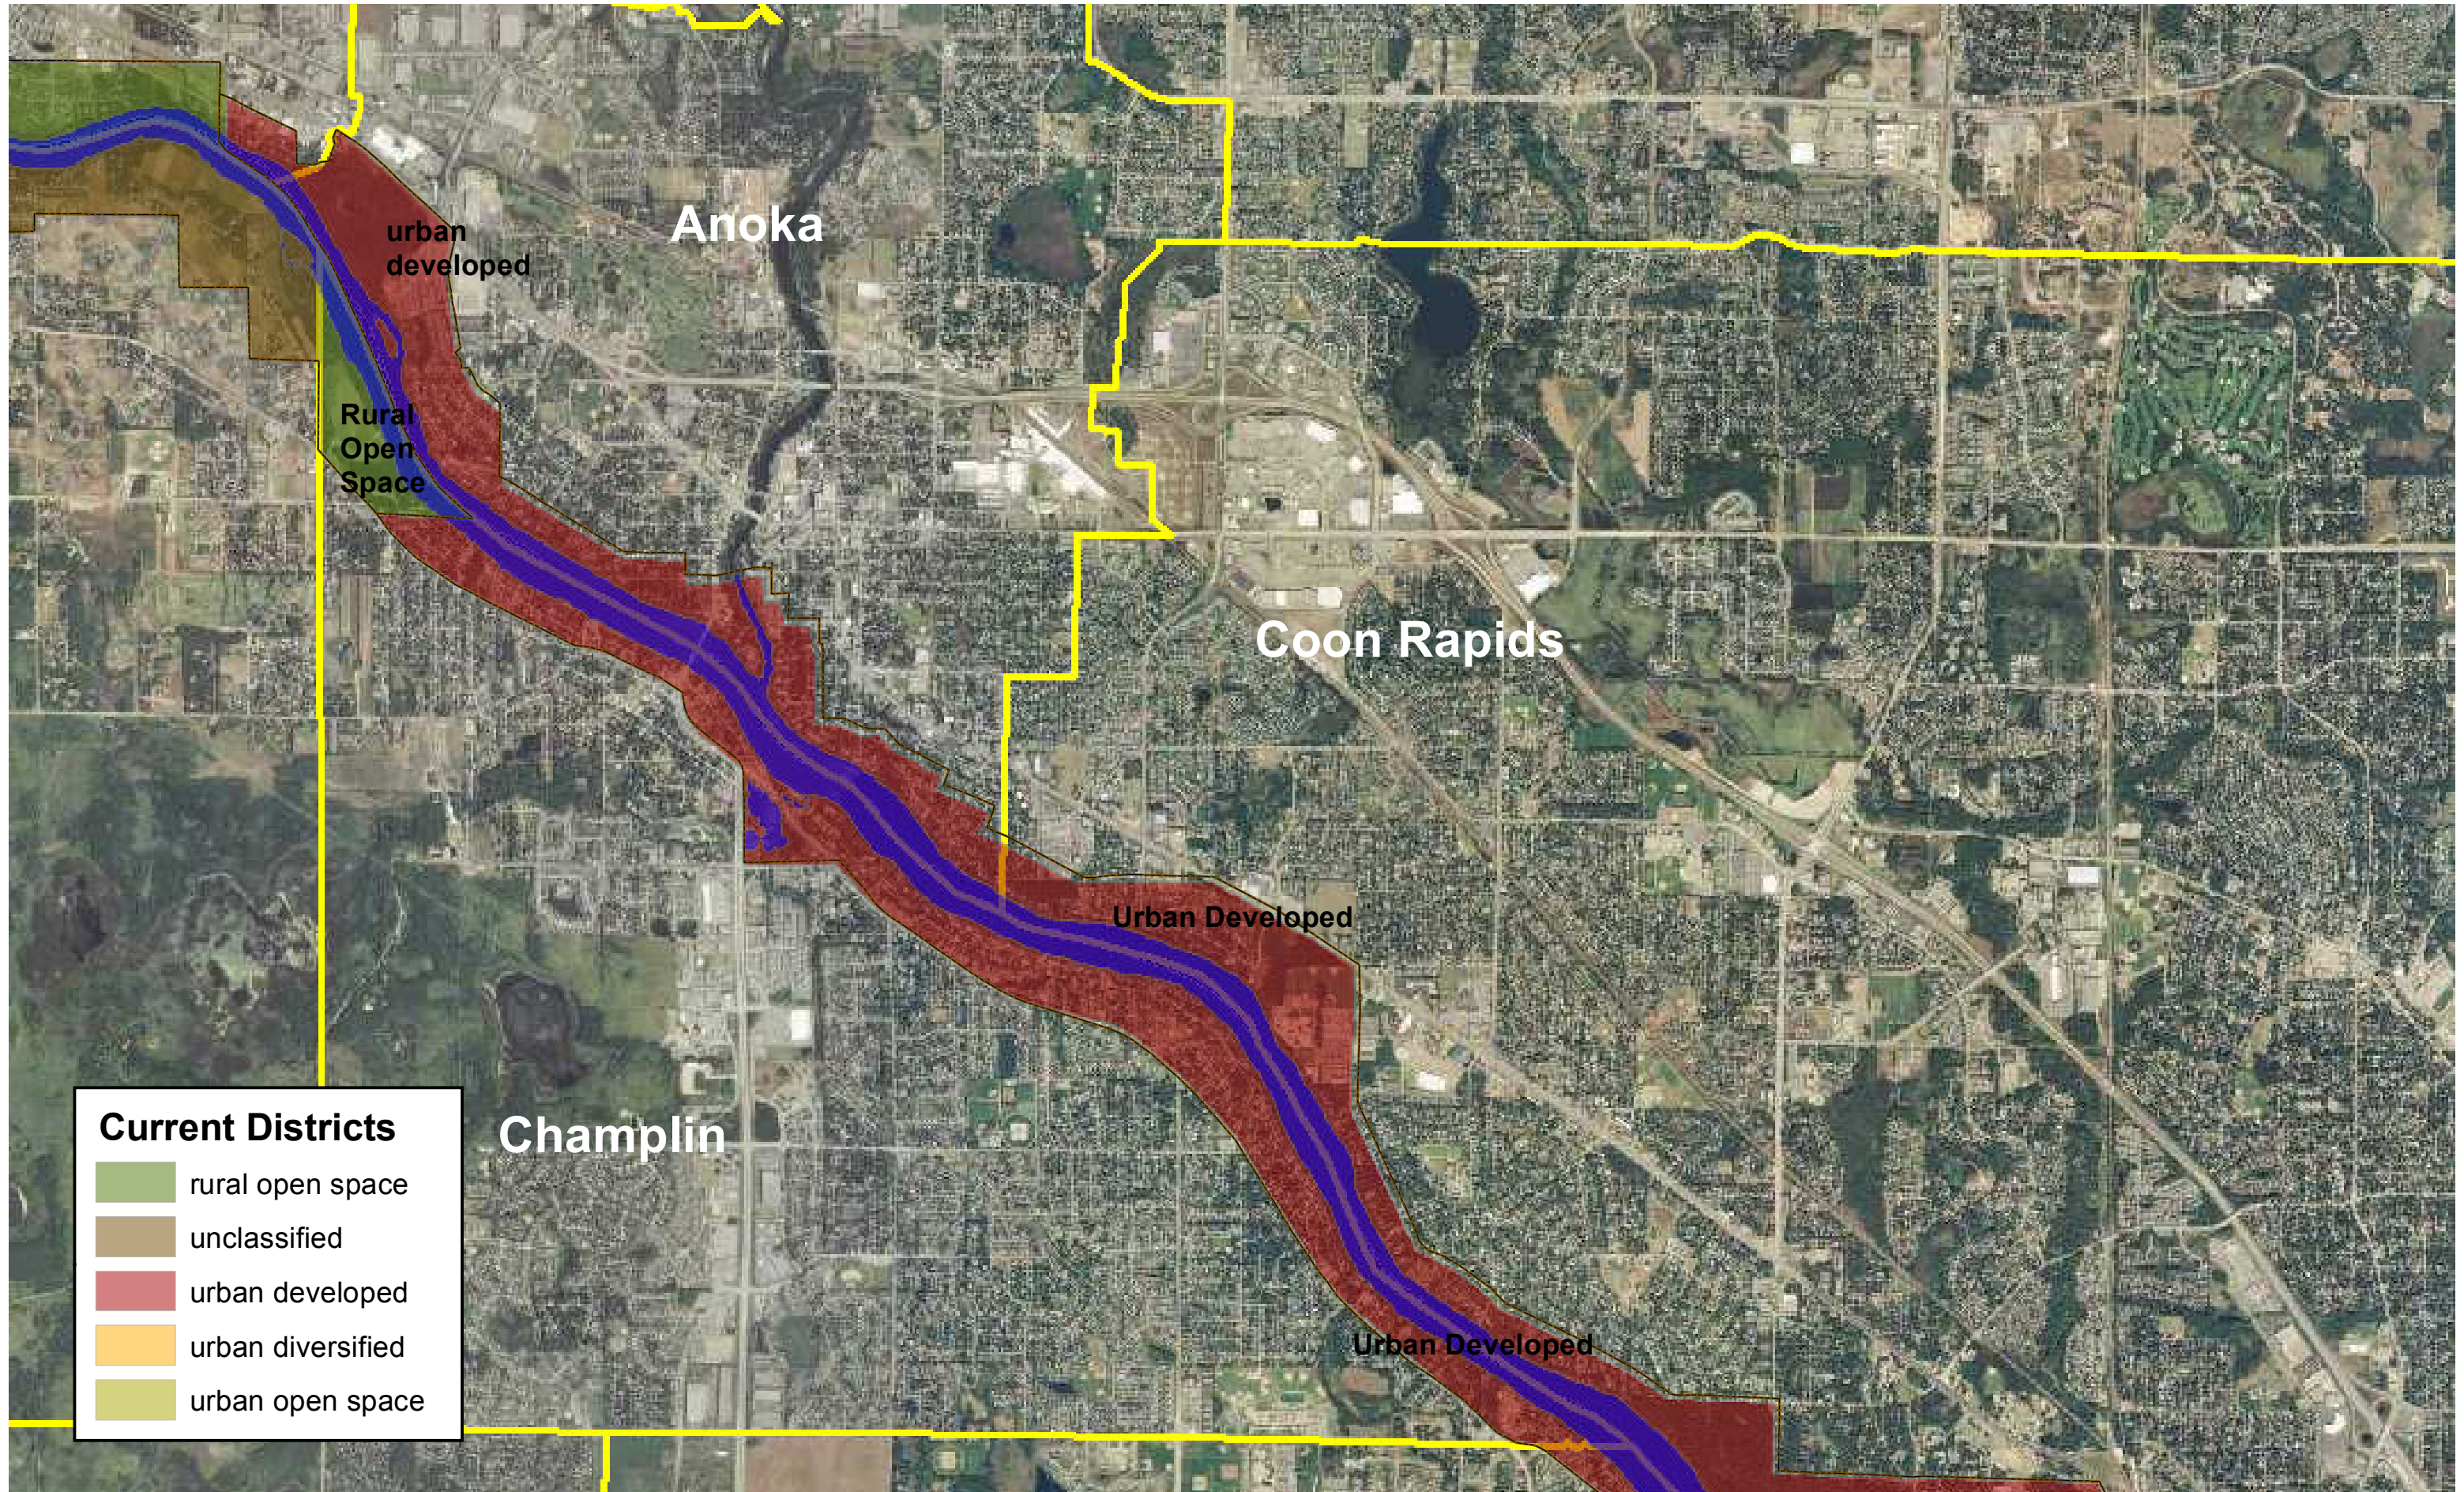 Anoka
urban
developed
Rural
Open
Space
Coon Rapids
Urban Developed
Champlin
Urban Developed
Current Districts
rural open space
unclassified
urban developed
urban diversified
urban open space